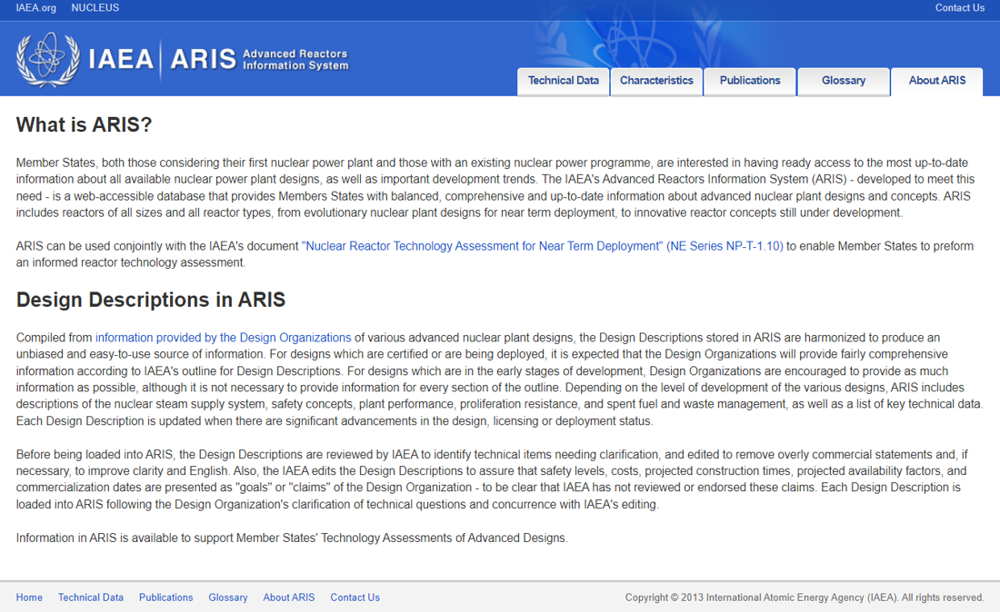 IAEA.org NUCLEUS Contact Us
IAEA ARIS Advanced Reactors
Information System
Technical Data Characteristics Publications Glossary About ARIS
What is ARIS?
Member States, both those considering their first nuclear power plant and those with an existing nuclear power programme, are interested in having ready access to the most up-to-date
information about all available nuclear power plant designs, as well as important development trends. The IAEA's Advanced Reactors Information System (ARIS) - developed to meet this
need - is a web-accessible database that provides Members States with balanced, comprehensive and up-to-date information about advanced nuclear plant designs and concepts. ARIS
includes reactors of all sizes and all reactor types, from evolutionary nuclear plant designs for near term deployment, to innovative reactor concepts still under development.
ARIS can be used conjointly with the IAEA's document "Nuclear Reactor Technology Assessment for Near Term Deployment" (NE Series NP-T-1.10) to enable Member States to preform
an informed reactor technology assessment.
Design Descriptions in ARIS
Compiled from information provided by the Design Organizations of various advanced nuclear plant designs, the Design Descriptions stored in ARIS are harmonized to produce an
unbiased and easy-to-use source of information. For designs which are certified or are being deployed, it is expected that the Design Organizations will provide fairly comprehensive
information according to IAEA's outline for Design Descriptions. For designs which are in the early stages of development, Design Organizations are encouraged to provide as much
information as possible, although it is not necessary to provide information for every section of the outline. Depending on the level of development of the various designs, ARIS includes
descriptions of the nuclear steam supply system, safety concepts, plant performance, proliferation resistance, and spent fuel and waste management, as well as a list of key technical data.
Each Design Description is updated when there are significant advancements in the design, licensing or deployment status.
Before being loaded into ARIS, the Design Descriptions are reviewed by IAEA to identify technical items needing clarification, and edited to remove overly commercial statements and, if
necessary, to improve clarity and English. Also, the IAEA edits the Design Descriptions to assure that safety levels, costs, projected construction times, projected availability factors, and
commercialization dates are presented as "goals" or "claims" of the Design Organization - to be clear that IAEA has not reviewed or endorsed these claims. Each Design Description is
loaded into ARIS following the Design Organization's clarification of technical questions and concurrence with IAEA's editing.
Information in ARIS is available to support Member States' Technology Assessments of Advanced Designs.
Home Technical Data Publications Glossary About ARIS Contact Us Copyright © 2013 International Atomic Energy Agency (IAEA). All rights reserved.